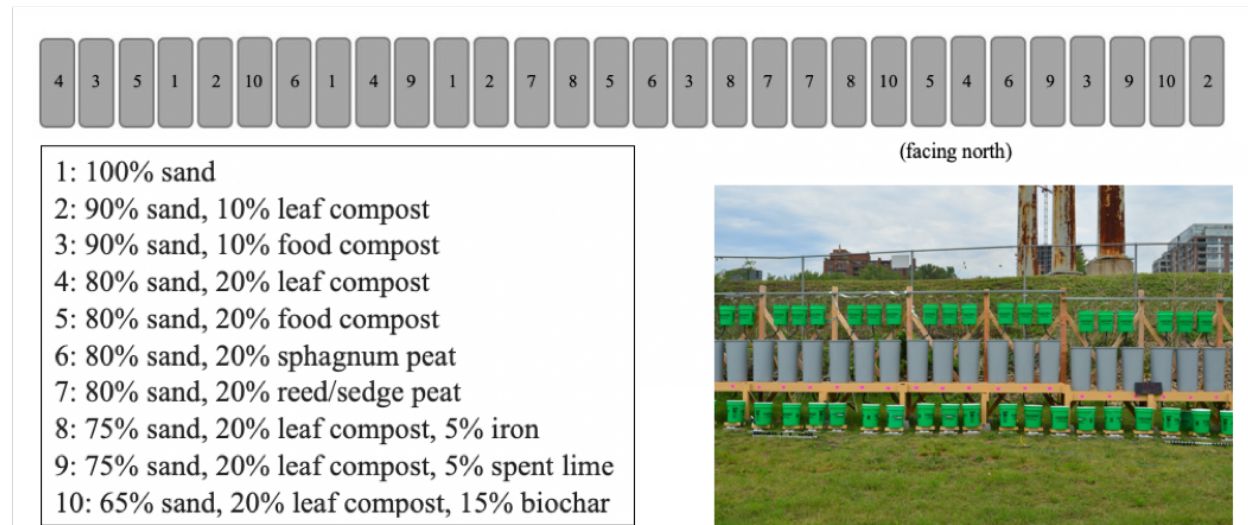 4 3 5 1 2 10 6 1 4 9 1 2 7 8 5 6 3 8 7 7 8 10 5 4 6 9 3 9 10 2
(facing north)
1: 100% sand
2: 90% sand, 10% leaf compost
3: 90% sand, 10% food compost
4: 80% sand, 20% leaf compost
5: 80% sand, 20% food compost
6: 80% sand, 20% sphagnum peat
7: 80% sand, 20% reed/sedge peat
8: 75% sand, 20% leaf compost, 5% iron
9: 75% sand, 20% leaf compost, 5% spent lime
10: 65% sand, 20% leaf compost, 15% biochar